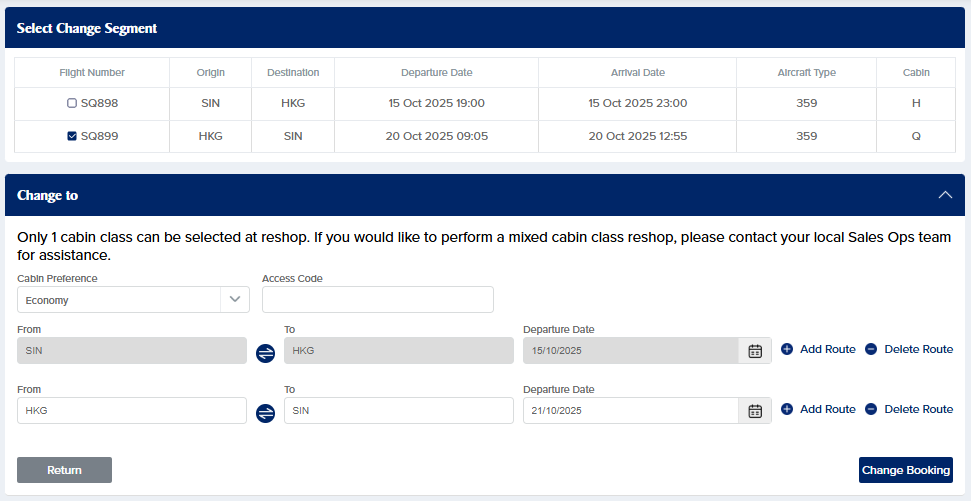 Select Change Segment
Flight Number Origin Destination Departure Date Arrival Date Aircraft Type Cabin
SQ898 SIN HKG 15 Oct 2025 19:00 15 Oct 2025 23:00 359 H
SQ899 HKG SIN 20 Oct 2025 09:05 20 Oct 2025 12:55 359 Q
Change to
Only 1 cabin class can be selected at reshop. If you would like to perform a mixed cabin class reshop, please contact your local Sales Ops team
for assistance.
Cabin Preference Access Code
Economy
From To Departure Date
SIN HKG 15/10/2025 Add Route Delete Route
From To Departure Date
HKG SIN 21/10/2025 Add Route Delete Route
Return Change Booking